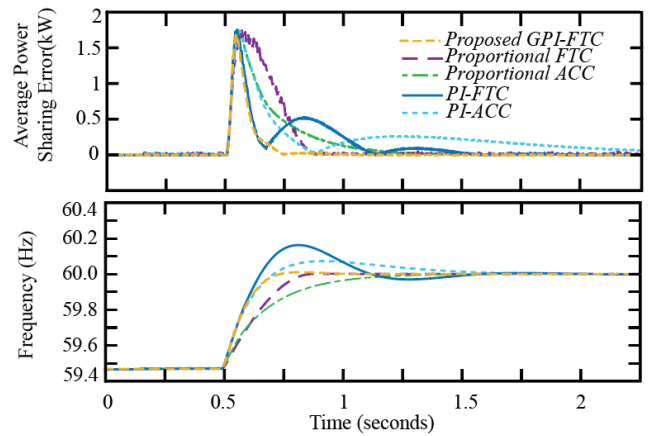 Average Power
Sharing Error(kW)
2
1.5
1
0.5
0
Proposed GPI-FTC
Proportional FTC
Proportional ACC
PI-FTC
PI-ACC
Frequency (Hz)
60.4
60.2
60.0
59.8
59.6
59.4
0
0.5
1
1.5
2
Time (seconds)